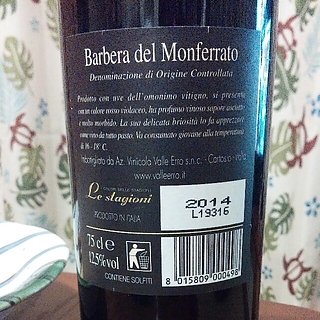 Barbera del Monferrato
Denominazione di Origine Controllata
Prodotto con uve dell'omonimo vitigno, si presenta
con un calore rosso violaceo, ha profumo vinoso sapore asciutto
e molto morbido. La sua delicata briosità lo fa apprezzare
come vino da tutto pasto. Va consumato giovane alla temperatura
di 16 - 18° C.
Imbottigliato da Az. Vinicola Valle Erro s.n.c. - Cartosio - Italia
www.valleerro.it
Le stagioni
PRODOTTO IN ITALIA
2014
L19316
75 cl e
12,5% vol
CONTIENE SOLFITI
8 015809 000498